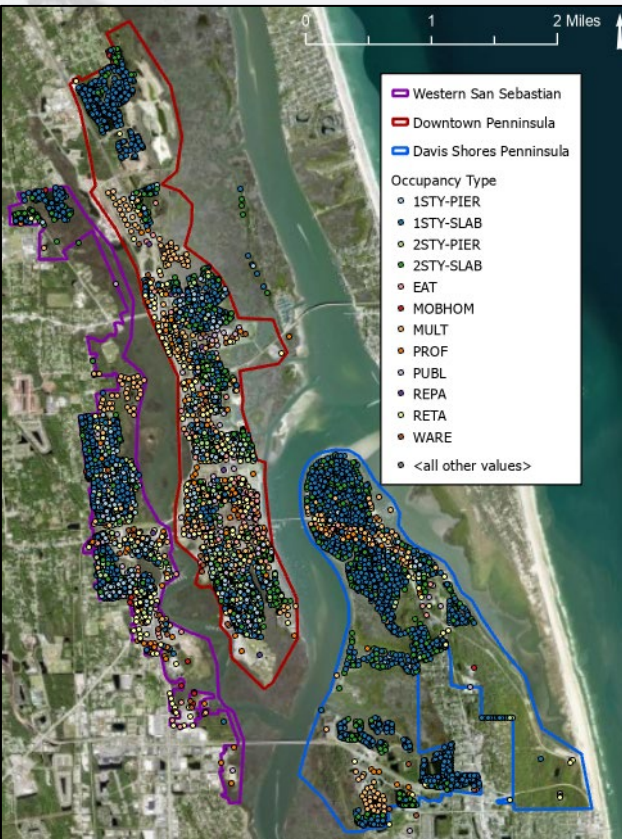 0 1 2 Miles
Western San Sebastian
Downtown Penninsula
Davis Shores Penninsula
Occupancy Type
1STY-PIER
1STY-SLAB
2STY-PIER
2STY-SLAB
EAT
MOBHOM
MULT
PROF
PUBL
REPA
RETA
WARE
<all other values>